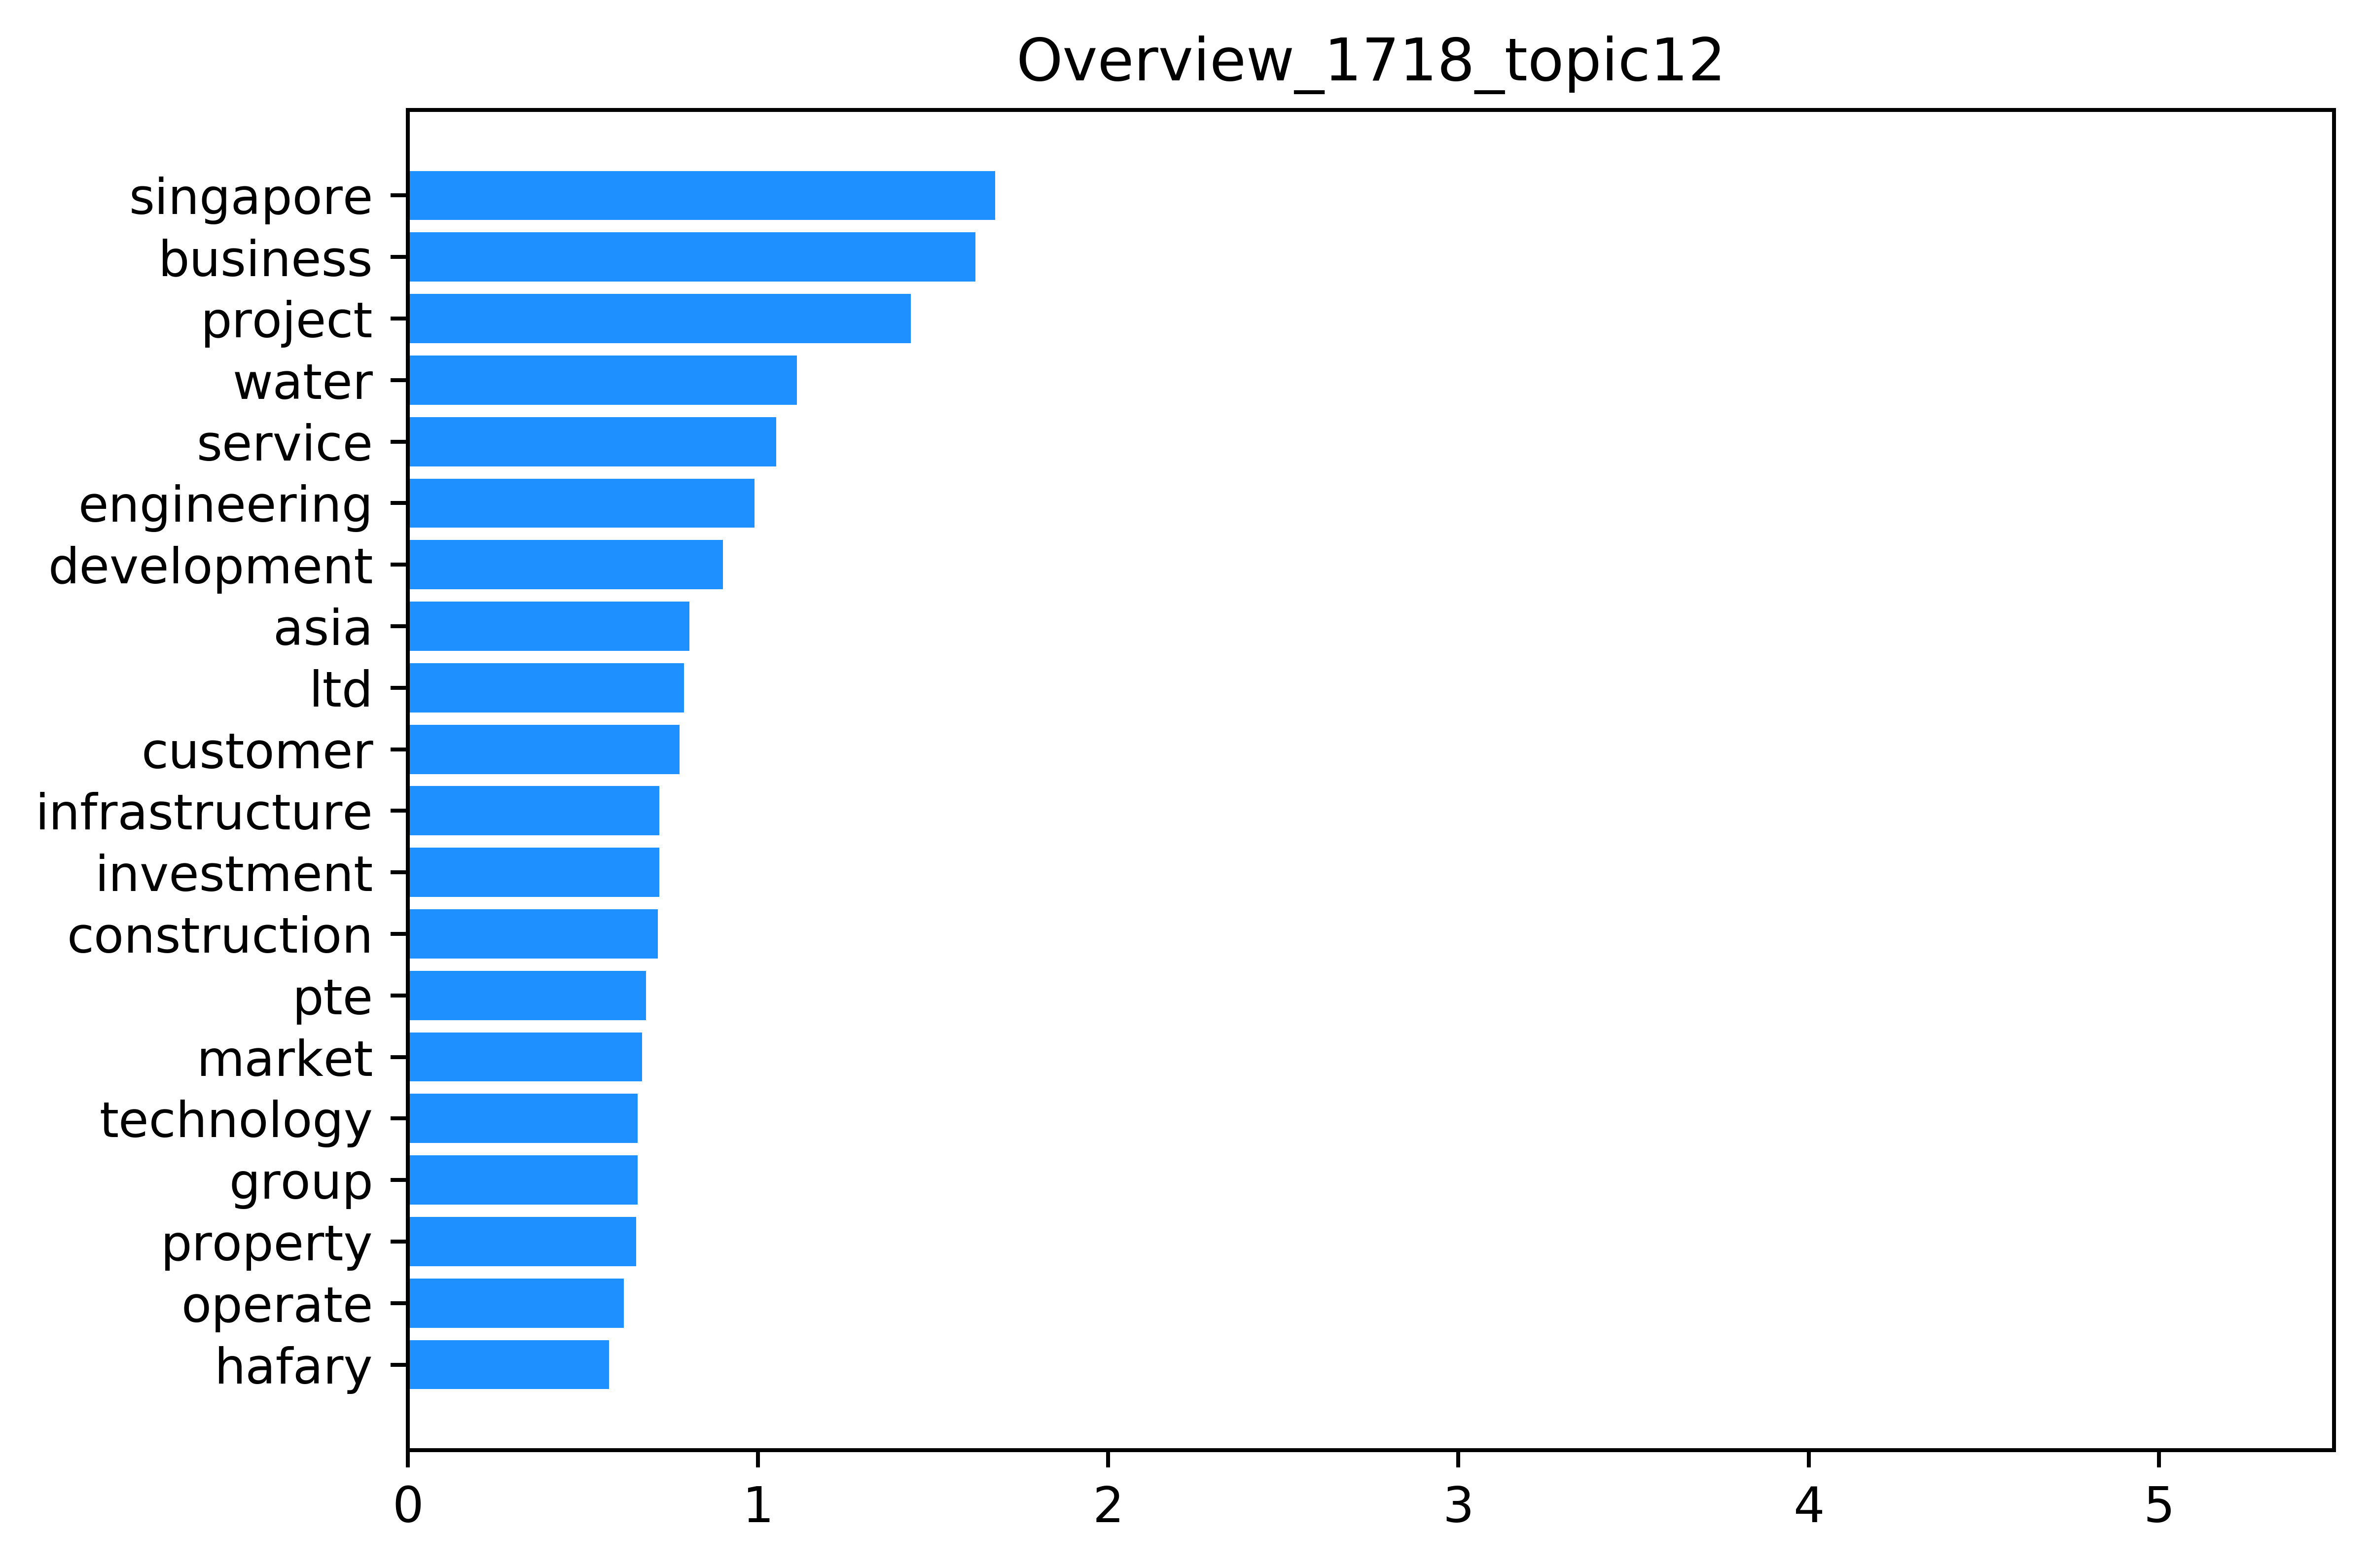 Overview_1718_topic12
singapore
business
project
water
service
engineering
development
asia
ltd
customer
infrastructure
investment
construction
pte
market
technology
group
property
operate
hafary
0 1 2 3 4 5